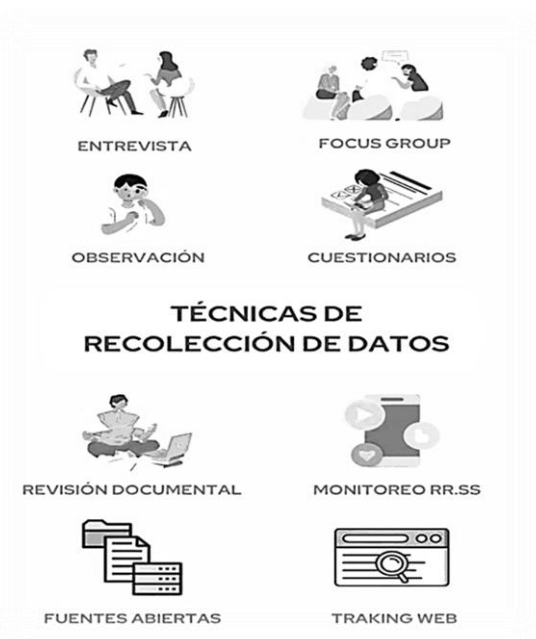 ENTREVISTA
FOCUS GROUP
OBSERVACIÓN
CUESTIONARIOS
TÉCNICAS DE
RECOLECCIÓN DE DATOS
REVISIÓN DOCUMENTAL
MONITOREO RR.SS
FUENTES ABIERTAS
TRAKING WEB